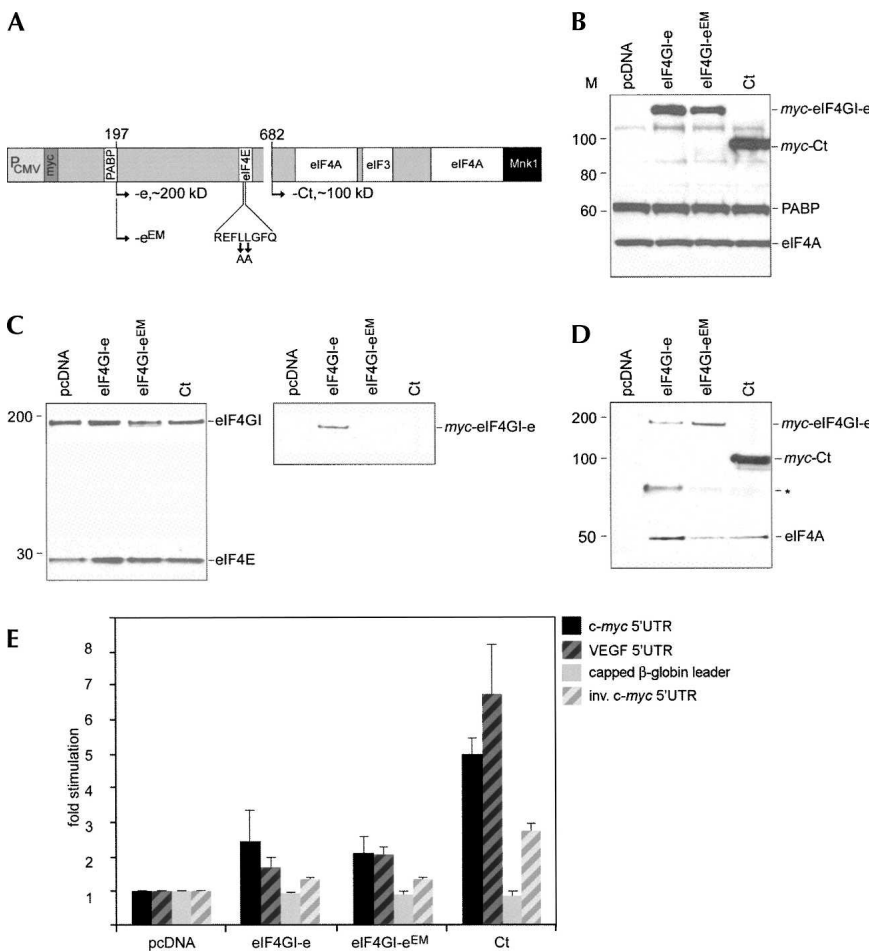 A
197
682
PCMV
myc
PABP
eIF4E
eIF4A
eIF3
eIF4A
Mnk1
-e,~200 kD
-Ct,~100 kD
-eEM
REFLLGFQ
AA
B
pcDNA
eIF4GI-e
eIF4GI-eEM
Ct
M
100
80
60
myc-eIF4GI-e
myc-Ct
PABP
eIF4A
C
pcDNA
eIF4GI-e
eIF4GI-eEM
Ct
200
30
eIF4GI
eIF4E
pcDNA
eIF4GI-e
eIF4GI-eEM
Ct
myc-eIF4GI-e
D
pcDNA
eIF4GI-e
eIF4GI-eEM
Ct
200
100
50
myc-eIF4GI-e
myc-Ct
*
eIF4A
E
fold stimulation
8
7
6
5
4
3
2
1
pcDNA
eIF4GI-e
eIF4GI-eEM
Ct
c-myc 5'UTR
VEGF 5'UTR
capped β-globin leader
inv. c-myc 5'UTR